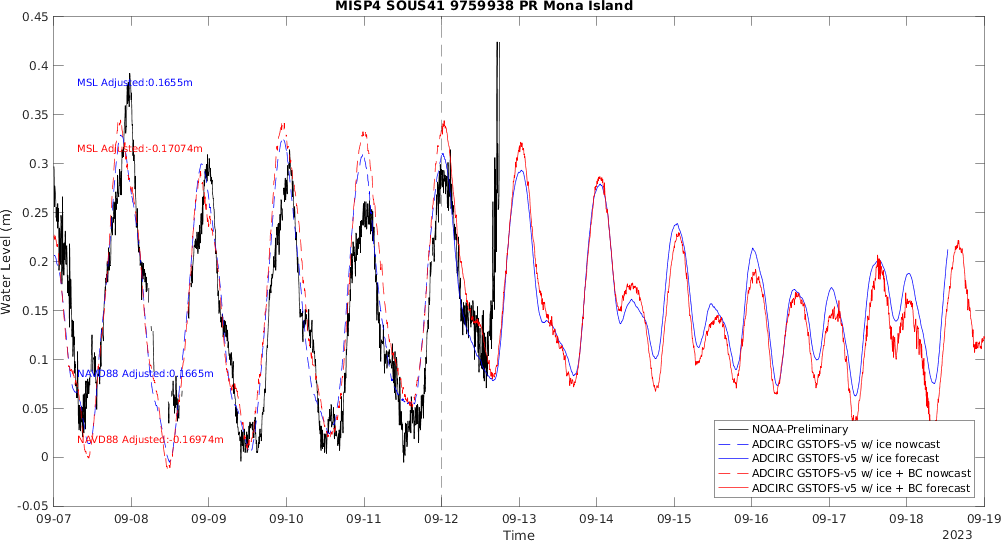 MISP4 SOUS41 9759938 PR Mona Island
0.45
0.4
0.35
0.3
0.25
0.2
0.15
0.1
0.05
0
-0.05
Water Level (m)
MSL Adjusted:0.1655m
MSL Adjusted:-0.17074m
NAVD88 Adjusted:0.1665m
NAVD88 Adjusted:-0.16974m
NOAA-Preliminary
ADCIRC GSTOFS-v5 w/ ice nowcast
ADCIRC GSTOFS-v5 w/ ice forecast
ADCIRC GSTOFS-v5 w/ ice + BC nowcast
ADCIRC GSTOFS-v5 w/ ice + BC forecast
09-07 09-08 09-09 09-10 09-11 09-12 09-13 09-14 09-15 09-16 09-17 09-18 09-19
Time
2023